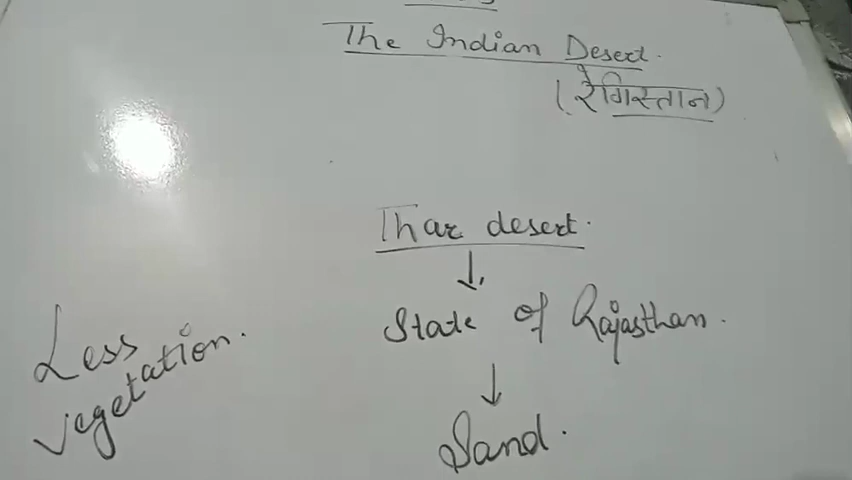 The Indian Desert.
(रेगिस्तान)
Thar desert.
↓
State of Rajasthan.
↓
Sand.
Less
vegetation.